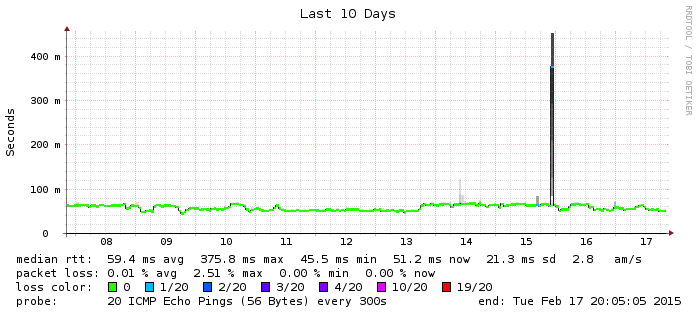 Last 10 Days
RRDTOOL / TOBI OETIKER
Seconds
400 m
300 m
200 m
100 m
0
08 09 10 11 12 13 14 15 16 17
median rtt: 59.4 ms avg 375.8 ms max 45.5 ms min 51.2 ms now 21.3 ms sd 2.8 am/s
packet loss: 0.01 % avg 2.51 % max 0.00 % min 0.00 % now
loss color: 0 1/20 2/20 3/20 4/20 10/20 19/20
probe: 20 ICMP Echo Pings (56 Bytes) every 300s end: Tue Feb 17 20:05:05 2015